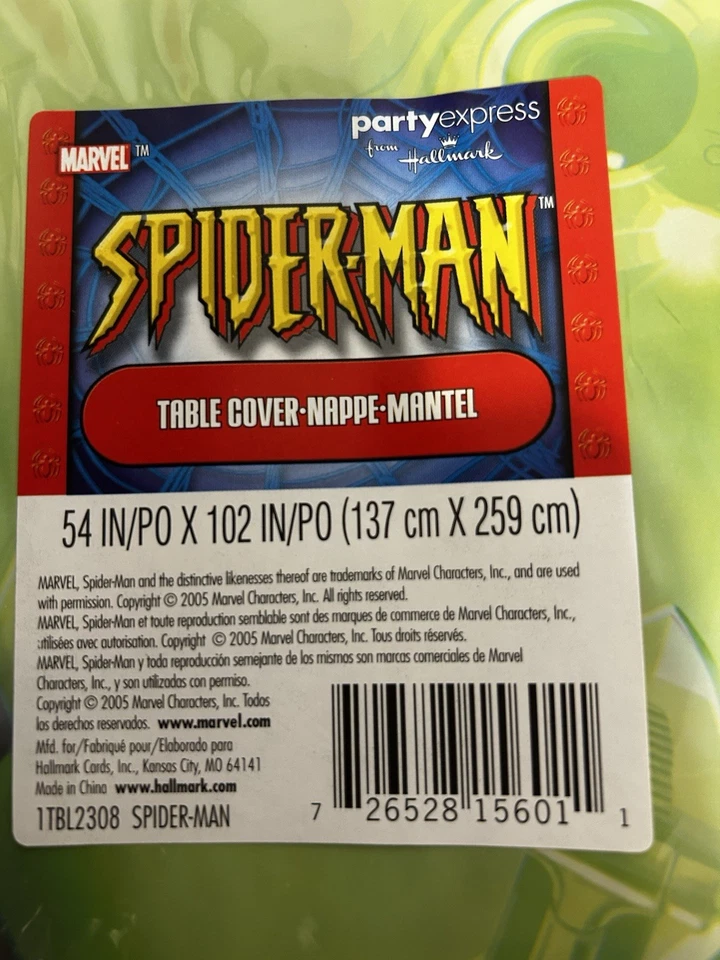 MARVEL TM
partyexpress
from Hallmark
SPIDER-MAN TM
TABLE COVER•NAPPE•MANTEL
54 IN/PO X 102 IN/PO (137 cm X 259 cm)
MARVEL, Spider-Man and the distinctive likenesses thereof are trademarks of Marvel Characters, Inc., and are used
with permission. Copyright © 2005 Marvel Characters, Inc. All rights reserved.
MARVEL, Spider-Man et toute reproduction semblable sont des marques de commerce de Marvel Characters, Inc.,
utilisées avec autorisation. Copyright © 2005 Marvel Characters, Inc. Tous droits réservés.
MARVEL, Spider-Man y toda reproducción semejante de los mismos son marcas comerciales de Marvel
Characters, Inc., y son utilizadas con permiso.
Copyright © 2005 Marvel Characters, Inc. Todos
los derechos reservados. www.marvel.com
Mfd. for/Fabriqué pour/Elaborado para
Hallmark Cards, Inc., Kansas City, MO 64141
Made in China www.hallmark.com
1TBL2308 SPIDER-MAN
7 26528 15601 1